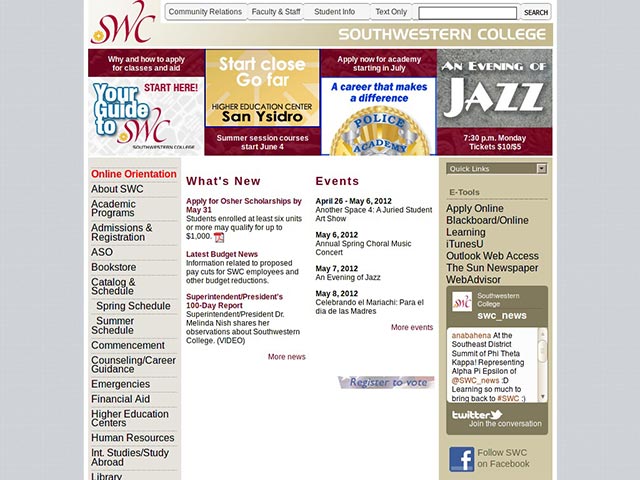 SWC
Community Relations
Faculty & Staff
Student Info
Text Only
SEARCH
SOUTHWESTERN COLLEGE
Why and how to apply
for classes and aid
START HERE!
Your
Guide
to SWC
SOUTHWESTERN COLLEGE
Start close
Go far
HIGHER EDUCATION CENTER
San Ysidro
Summer session courses
start June 4
Apply now for academy
starting in July
A career that makes
a difference
POLICE
ACADEMY
AN EVENING OF
JAZZ
7:30 p.m. Monday
Tickets $10/$5
Online Orientation
About SWC
Academic
Programs
Admissions &
Registration
ASO
Bookstore
Catalog &
Schedule
Spring Schedule
Summer
Schedule
Commencement
Counseling/Career
Guidance
Emergencies
Financial Aid
Higher Education
Centers
Human Resources
Int. Studies/Study
Abroad
Library
What's New
Apply for Osher Scholarships by
May 31
Students enrolled at least six units
or more may qualify for up to
$1,000.
Latest Budget News
Information related to proposed
pay cuts for SWC employees and
other budget reductions.
Superintendent/President's
100-Day Report
Superintendent/President Dr.
Melinda Nish shares her
observations about Southwestern
College. (VIDEO)
More news
Events
April 26 - May 6, 2012
Another Space 4: A Juried Student
Art Show
May 6, 2012
Annual Spring Choral Music
Concert
May 7, 2012
An Evening of Jazz
May 8, 2012
Celebrando el Mariachi: Para el
dia de las Madres
More events
Register to vote
Quick Links
E-Tools
Apply Online
Blackboard/Online
Learning
iTunesU
Outlook Web Access
The Sun Newspaper
WebAdvisor
Southwestern
College
swc_news
anabahena At the
Southeast District
Summit of Phi Theta
Kappa! Representing
Alpha Pi Epsilon of
@SWC_news :D
Learning so much to
bring back to #SWC :)
twitter
Join the conversation
Follow SWC
on Facebook